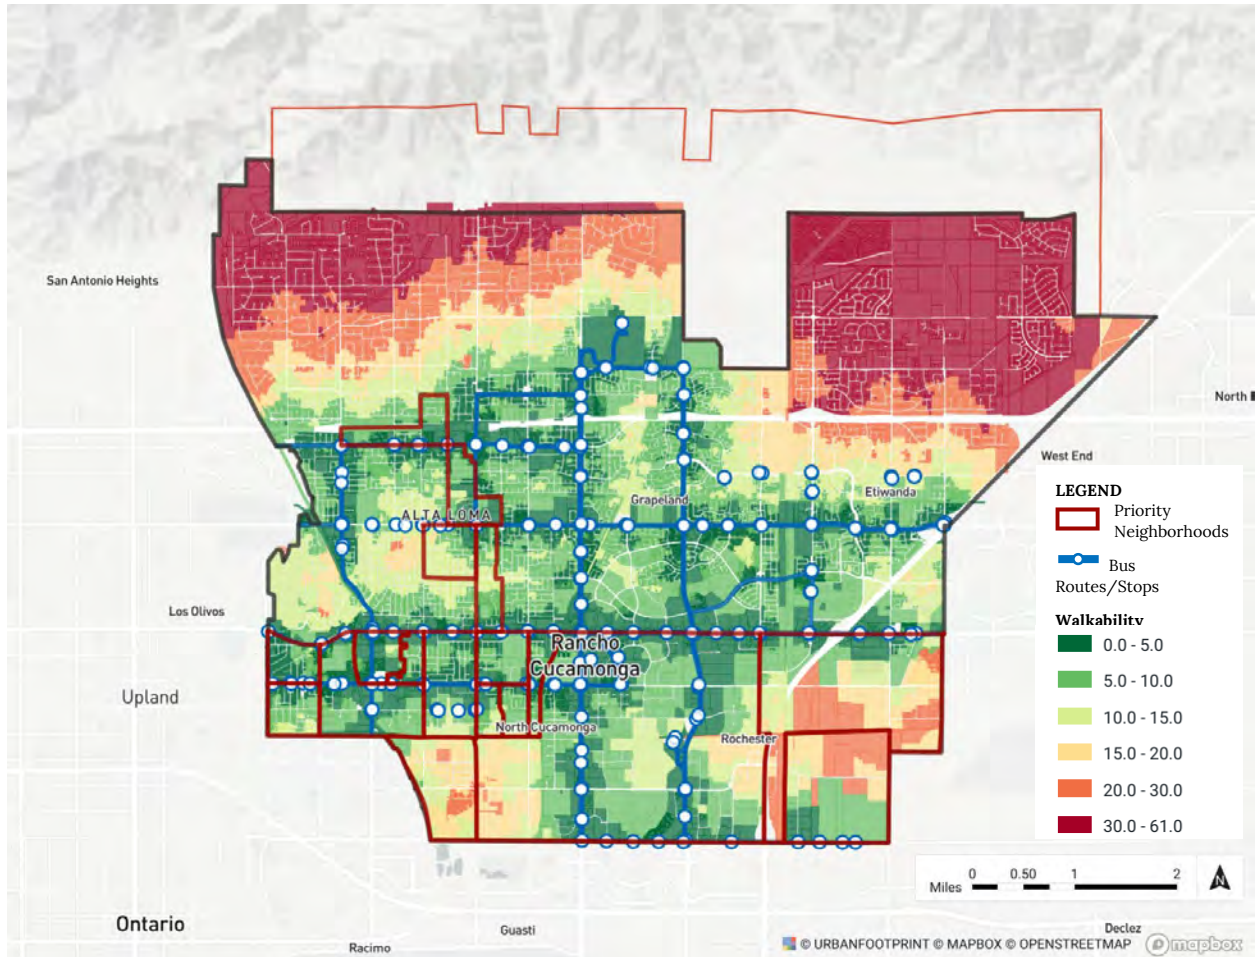 San Antonio Heights
North
West End
ALTA LOMA
Grapeland
Etiwanda
Los Olivos
Rancho
Cucamonga
Upland
North Cucamonga
Rochester
LEGEND
Priority
Neighborhoods
Bus
Routes/Stops
Walkability
0.0 - 5.0
5.0 - 10.0
10.0 - 15.0
15.0 - 20.0
20.0 - 30.0
30.0 - 61.0
0 0.50 1 2
Miles
N
Ontario
Guasti
Racimo
Declez
© URBANFOOTPRINT © MAPBOX © OPENSTREETMAP
mapbox